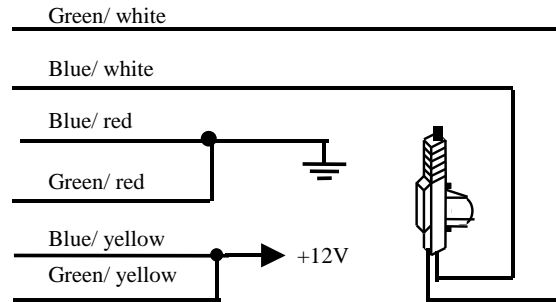 Green/ white
Blue/ white
Blue/ red
Green/ red
Blue/ yellow
+12V
Green/ yellow